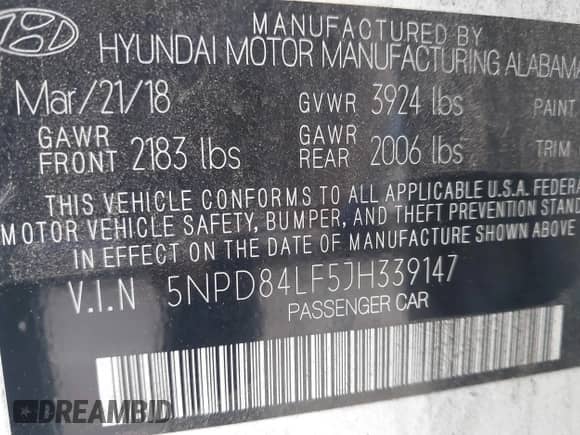 MANUFACTURED BY
HYUNDAI MOTOR MANUFACTURING ALABAMA
Mar/21/18 GVWR 3924 lbs PAINT
GAWR FRONT 2183 lbs GAWR REAR 2006 lbs TRIM
THIS VEHICLE CONFORMS TO ALL APPLICABLE U.S.A. FEDERA
MOTOR VEHICLE SAFETY, BUMPER, AND THEFT PREVENTION STAND
IN EFFECT ON THE DATE OF MANUFACTURE SHOWN ABOVE
V.I.N 5NPD84LF5JH339147
PASSENGER CAR
DREAMBID